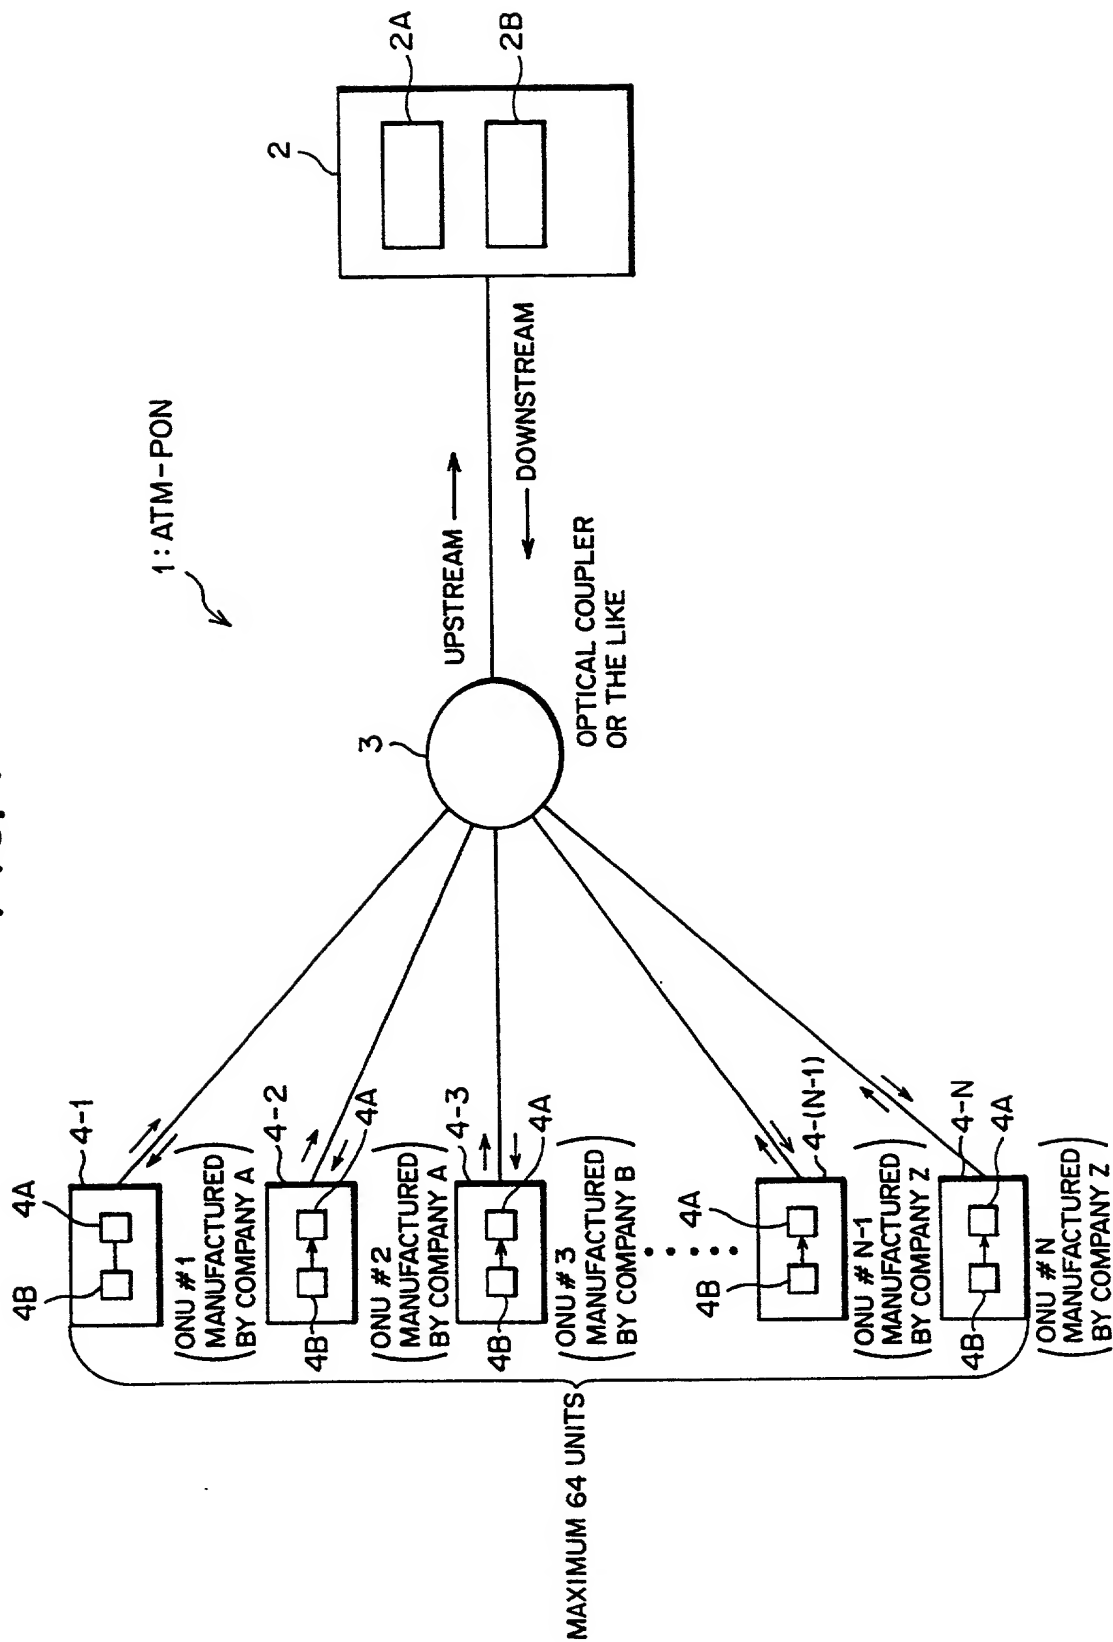 1: ATM-PON
2
2A
2B
UPSTREAM
DOWNSTREAM
3
OPTICAL COUPLER
OR THE LIKE
4B
4A
4-1
(ONU #1
MANUFACTURED
BY COMPANY A)
4-2
4B
4A
(ONU #2
MANUFACTURED
BY COMPANY A)
4-3
4B
4A
(ONU #3
MANUFACTURED
BY COMPANY B)
4B
4A
4-(N-1)
(ONU # N-1
MANUFACTURED
BY COMPANY Z)
4-N
4B
4A
(ONU # N
MANUFACTURED
BY COMPANY Z)
MAXIMUM 64 UNITS